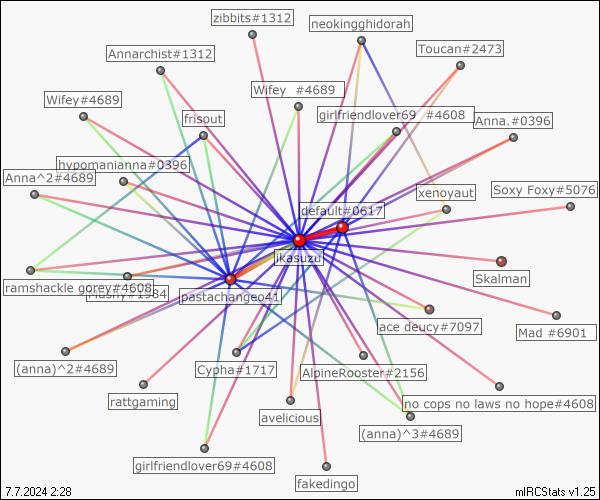 zibbits#1312
neokingghidorah
Annarchist#1312
Toucan#2473
Wifey#4689
Wifey #4689
frisout
girlfriendlover69 #4608
Anna.#0396
hypomanianna#0396
Anna^2#4689
xenoyaut
Soxy Foxy#5076
default#0617
jkasuzu
Skalman
ramshackle gorey#4608
#1984
pastachangeo41
ace deucy#7097
Mad #6901
(anna)^2#4689
Cypha#1717
AlpineRooster#2156
rattgaming
avelicious
no cops no laws no hope#4608
(anna)^3#4689
girlfriendlover69#4608
fakedingo
7.7.2024 2:28
mIRCStats v1.25